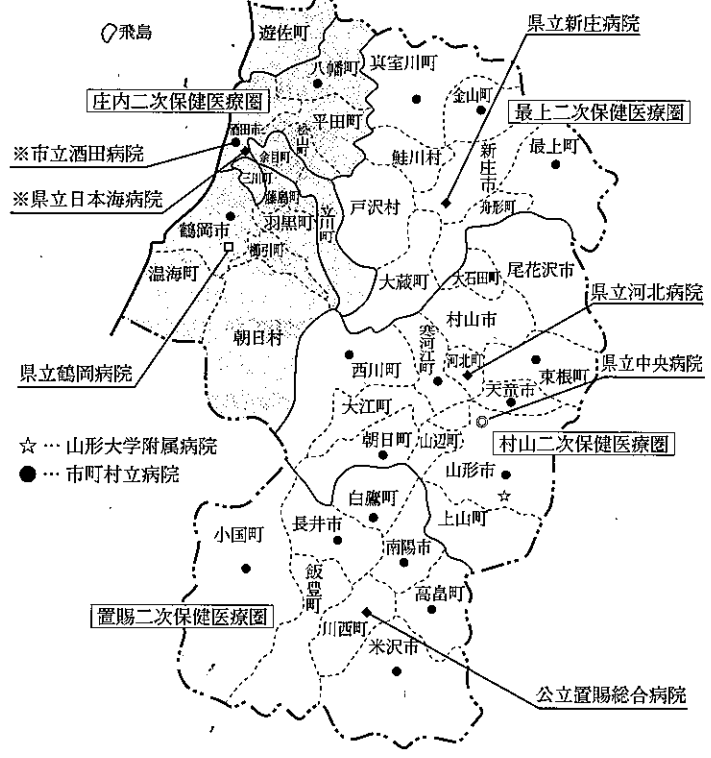 県立新庄病院
飛島
遊佐町
八幡町
真室川町
金山町
庄内二次保健医療圏
最上二次保健医療圏
酒田市
松山町
平田町
新庄市
最上町
※市立酒田病院
余目町
鮭川村
三川町
※県立日本海病院
藤島町
立川町
戸沢村
舟形町
鶴岡市
羽黒町
櫛引町
温海町
大蔵町
大石田町
尾花沢市
県立河北病院
朝日村
村山市
寒河江町
河北町
西川町
県立鶴岡病院
東根町
県立中央病院
天童市
大江町
☆ … 山形大学附属病院
朝日町
山辺町
村山二次保健医療圏
● … 市町村立病院
山形市
白鷹町
上山町
小国町
長井市
南陽市
飯豊町
高畠町
置賜二次保健医療圏
川西町
米沢市
公立置賜総合病院